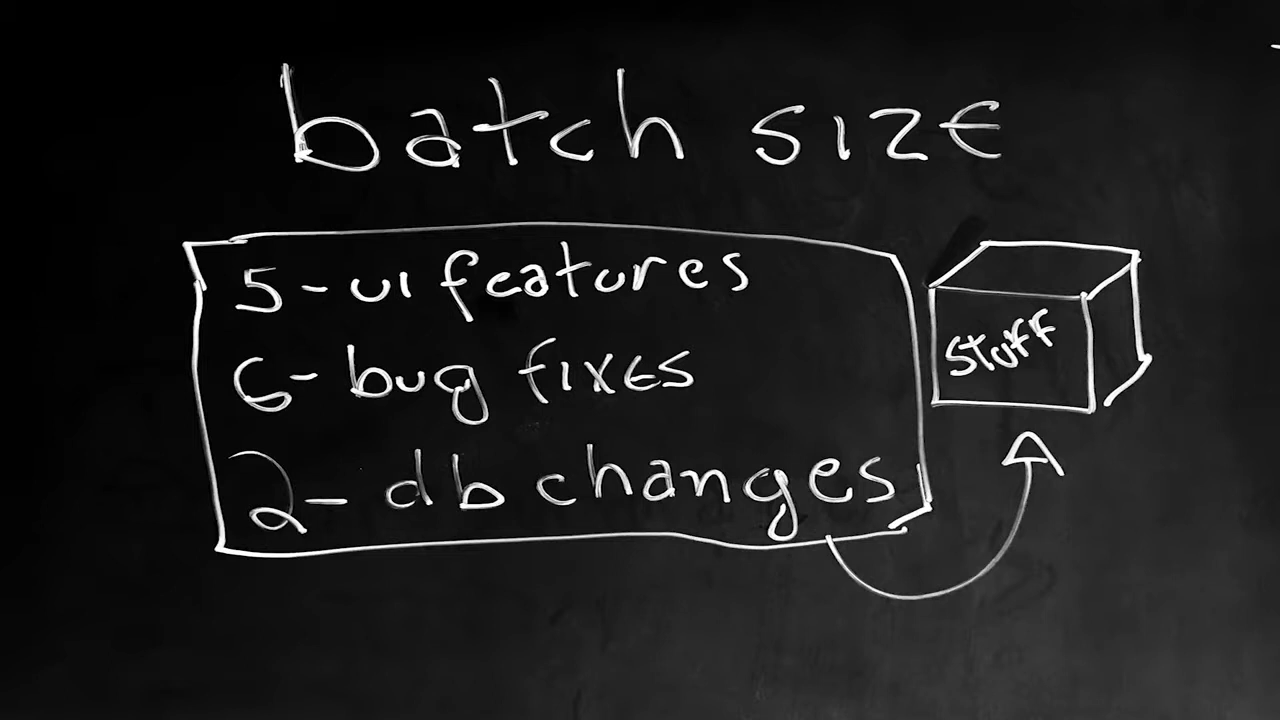 batch size
5 - ui features
6 - bug fixes
2 - db changes
stuff